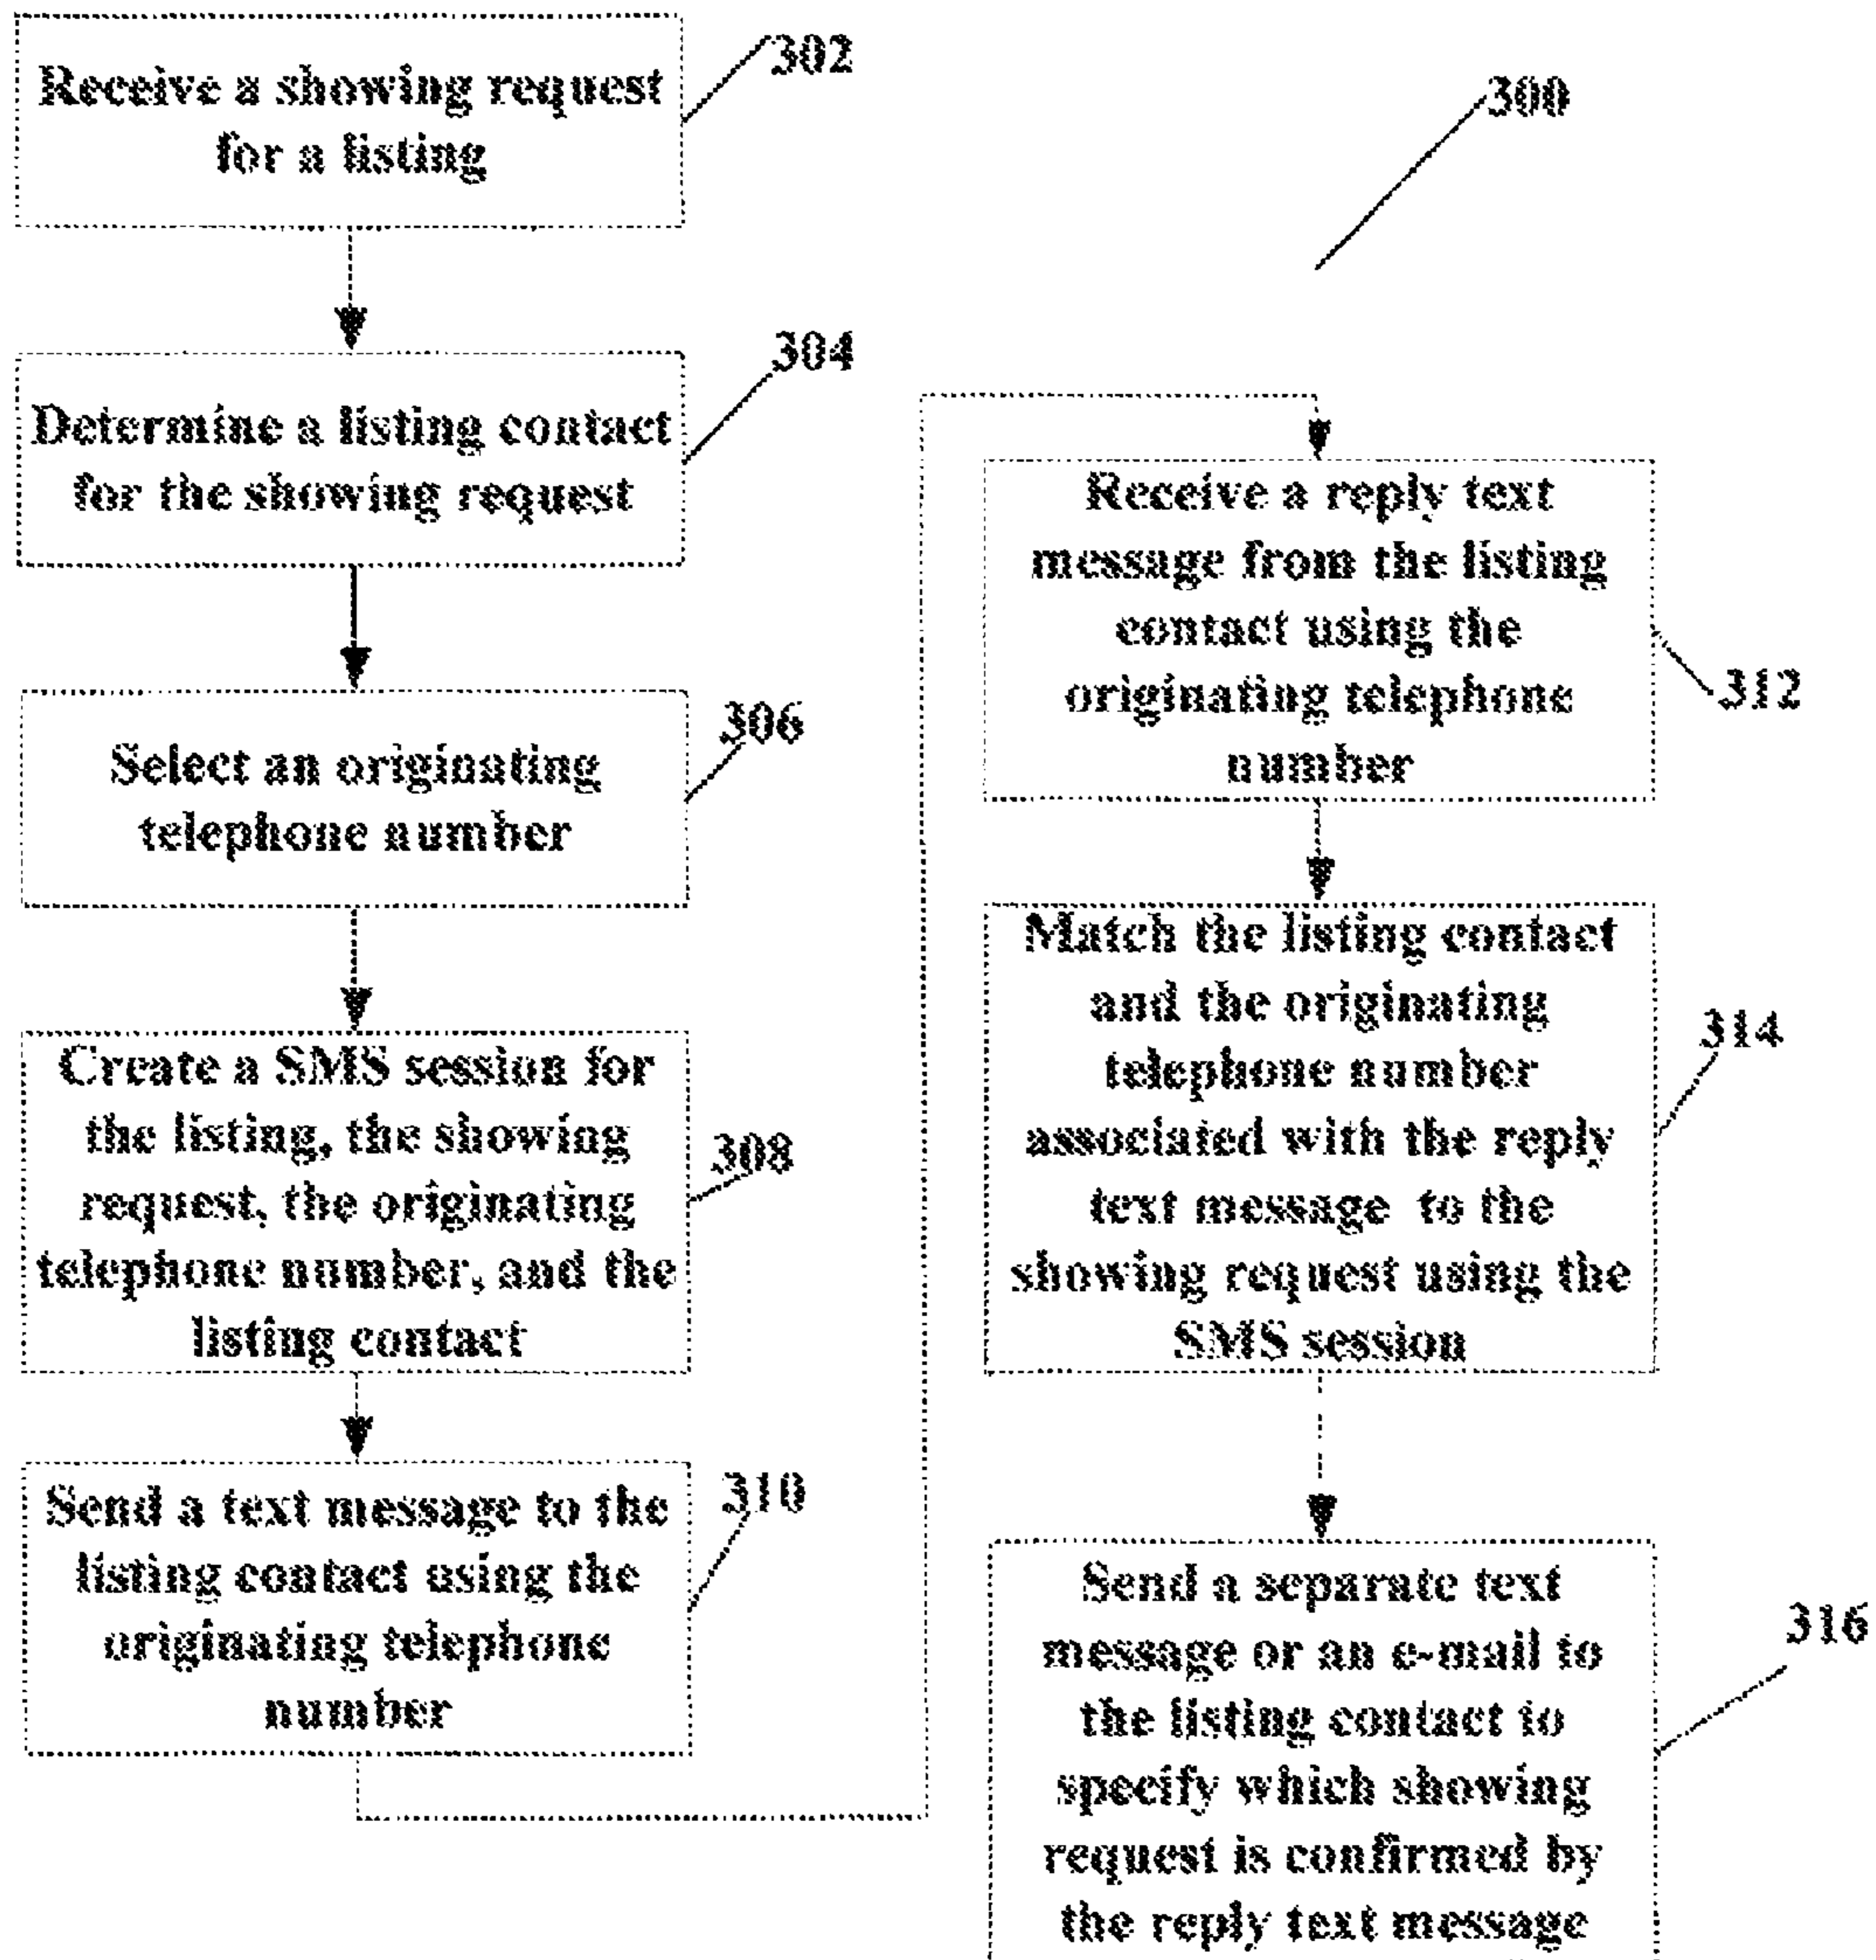 Receive a showing request
for a listing
302
300
Determine a listing contact
for the showing request
304
Select an originating
telephone number
306
Create a SMS session for
the listing, the showing
request, the originating
telephone number, and the
listing contact
308
Send a text message to the
listing contact using the
originating telephone
number
310
Receive a reply text
message from the listing
contact using the
originating telephone
number
312
Match the listing contact
and the originating
telephone number
associated with the reply
text message to the
showing request using the
SMS session
314
Send a separate text
message or an e-mail to
the listing contact to
specify which showing
request is confirmed by
the reply text message
316